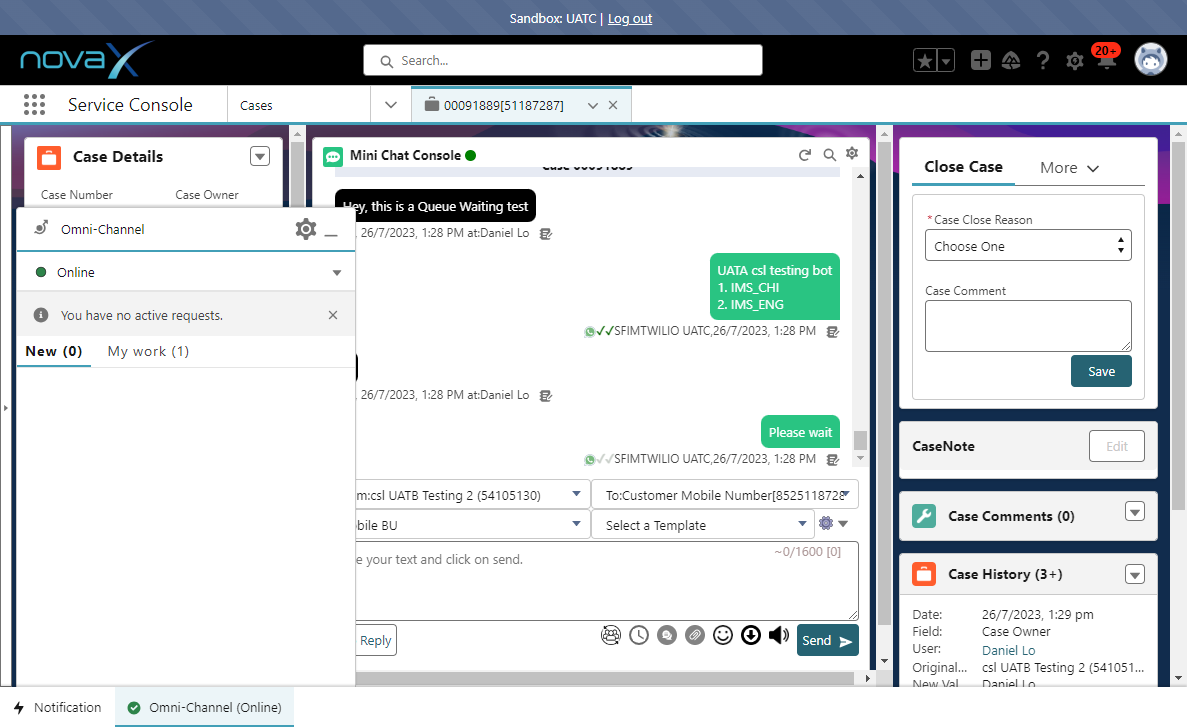 Sandbox: UATC | Log out
novaX
Search...
20+
Service Console
Cases
00091889[51187287]
Case Details
Case Number
Case Owner
Omni-Channel
Online
You have no active requests.
New (0)
My work (1)
Mini Chat Console
Case 00091889
Hey, this is a Queue Waiting test
26/7/2023, 1:28 PM at:Daniel Lo
UATA csl testing bot
1. IMS_CHI
2. IMS_ENG
SFIMTWILIO UATC,26/7/2023, 1:28 PM
26/7/2023, 1:28 PM at:Daniel Lo
Please wait
SFIMTWILIO UATC,26/7/2023, 1:28 PM
m:csl UATB Testing 2 (54105130)
To:Customer Mobile Number[8525118728
bile BU
Select a Template
e your text and click on send.
~0/1600 [0]
Reply
Send
Close Case
More
*Case Close Reason
Choose One
Case Comment
Save
CaseNote
Edit
Case Comments (0)
Case History (3+)
Date:
26/7/2023, 1:29 pm
Field:
Case Owner
User:
Daniel Lo
Original...
csl UATB Testing 2 (541051...
New Val
Daniel Lo
Notification
Omni-Channel (Online)